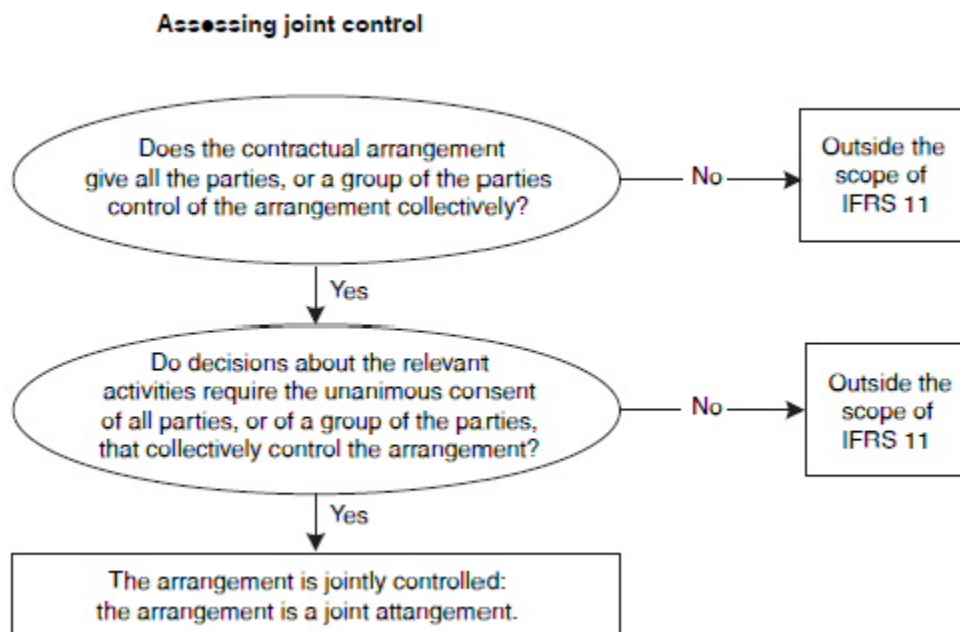 Assessing joint control
Does the contractual arrangement
give all the parties, or a group of the parties
control of the arrangement collectively?
No
Outside the
scope of
IFRS 11
Yes
Do decisions about the relevant
activities require the unanimous consent
of all parties, or of a group of the parties,
that collectively control the arrangement?
No
Outside the
scope of
IFRS 11
Yes
The arrangement is jointly controlled:
the arrangement is a joint attangement.